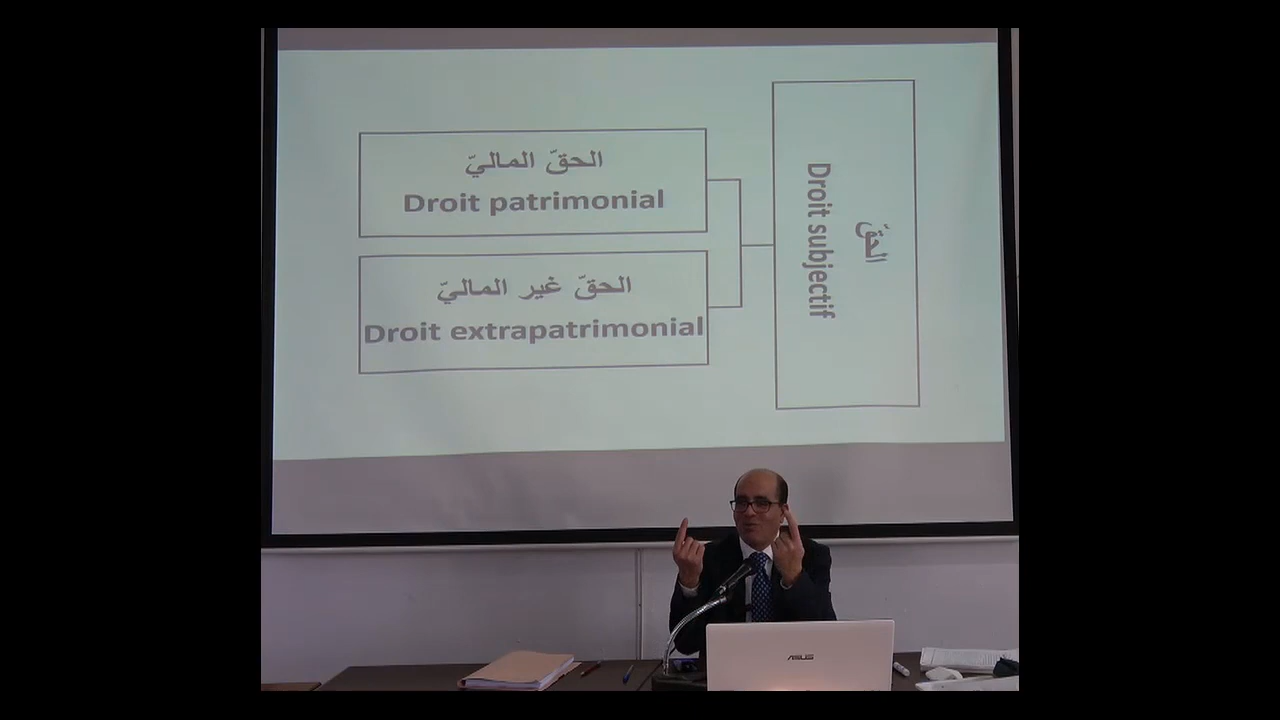 الحقّ
Droit subjectif
الحقّ الماليّ
Droit patrimonial
الحقّ غير الماليّ
Droit extrapatrimonial
ASUS